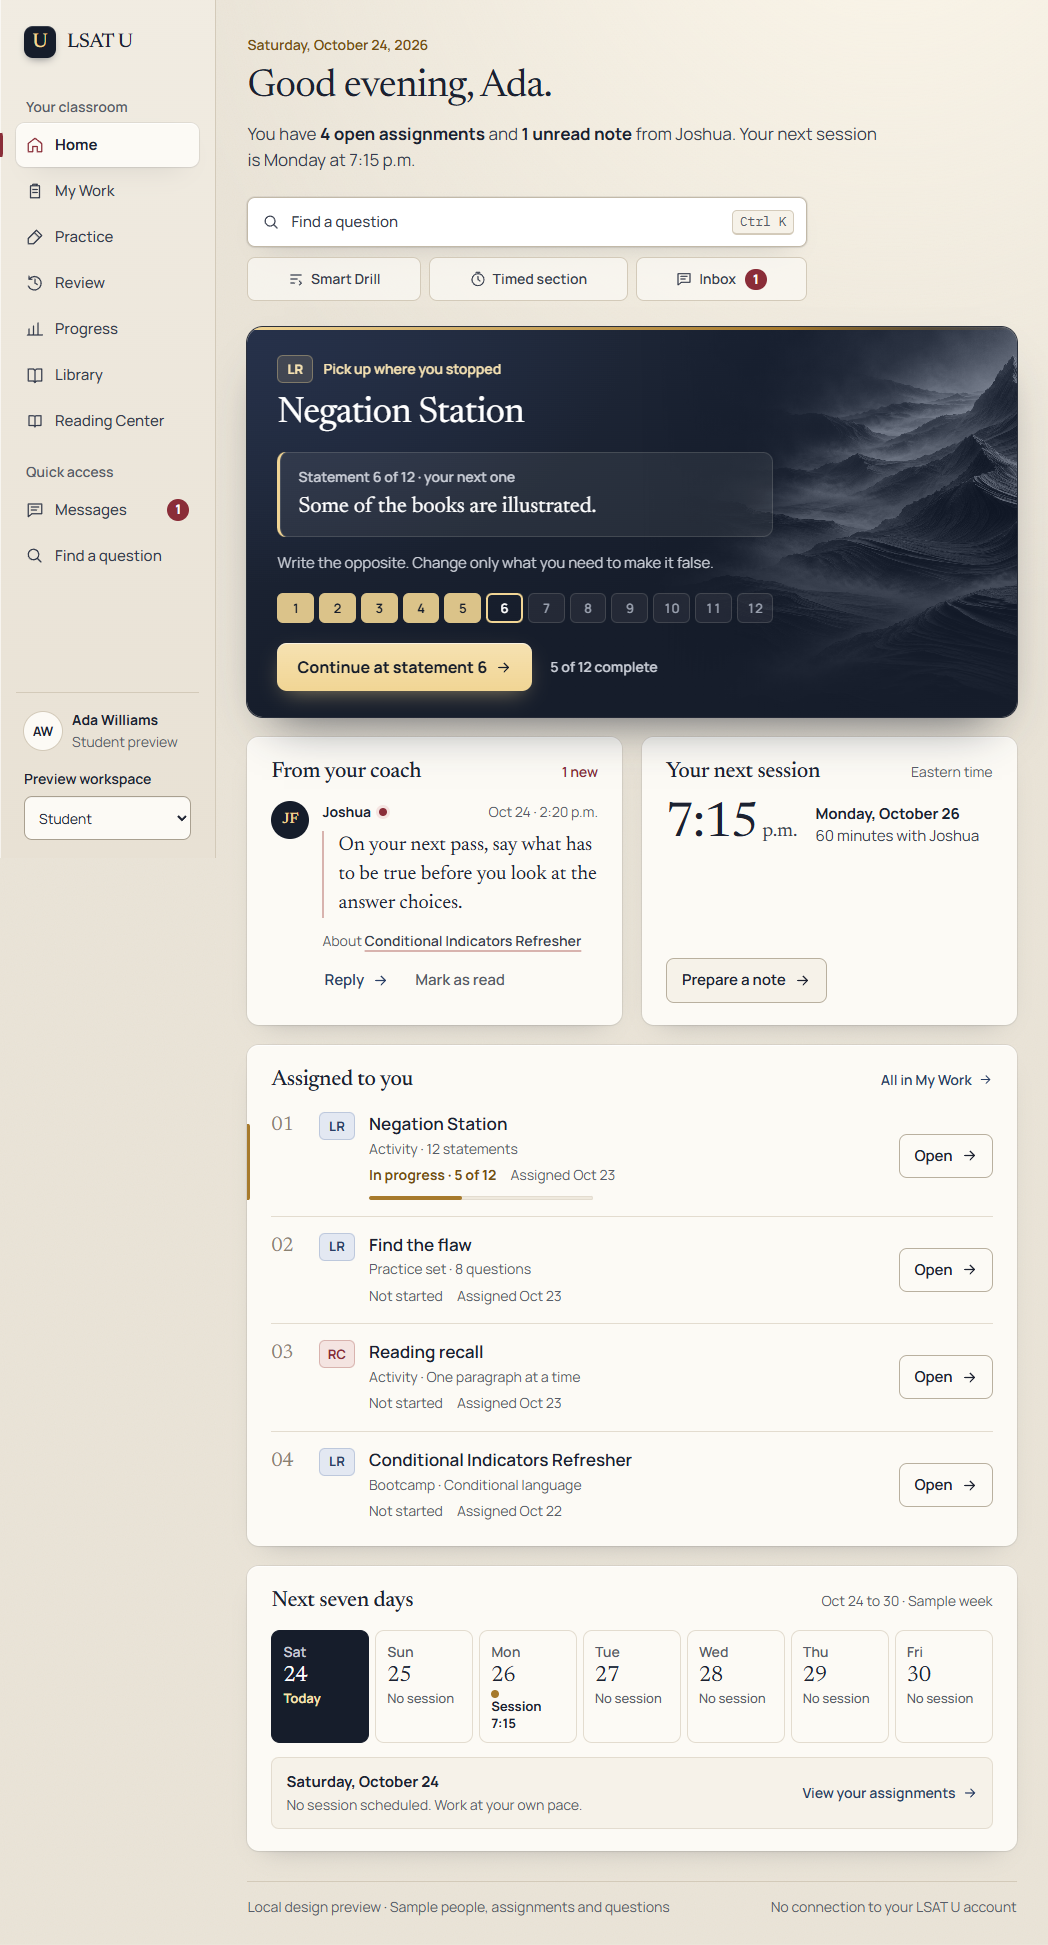 U LSAT U
Your classroom
Home
My Work
Practice
Review
Progress
Library
Reading Center
Quick access
Messages 1
Find a question
AW Ada Williams
Student preview
Preview workspace
Student
Saturday, October 24, 2026
Good evening, Ada.
You have 4 open assignments and 1 unread note from Joshua. Your next session
is Monday at 7:15 p.m.
Find a question Ctrl K
Smart Drill Timed section Inbox 1
LR Pick up where you stopped
Negation Station
Statement 6 of 12 · your next one
Some of the books are illustrated.
Write the opposite. Change only what you need to make it false.
1 2 3 4 5 6 7 8 9 10 11 12
Continue at statement 6 → 5 of 12 complete
From your coach 1 new
JF Joshua Oct 24 · 2:20 p.m.
On your next pass, say what has
to be true before you look at the
answer choices.
About Conditional Indicators Refresher
Reply → Mark as read
Your next session Eastern time
7:15 p.m. Monday, October 26
60 minutes with Joshua
Prepare a note →
Assigned to you All in My Work →
01 LR Negation Station
Activity · 12 statements
In progress · 5 of 12 Assigned Oct 23
Open →
02 LR Find the flaw
Practice set · 8 questions
Not started Assigned Oct 23
Open →
03 RC Reading recall
Activity · One paragraph at a time
Not started Assigned Oct 23
Open →
04 LR Conditional Indicators Refresher
Bootcamp · Conditional language
Not started Assigned Oct 22
Open →
Next seven days Oct 24 to 30 · Sample week
Sat 24 Today
Sun 25 No session
Mon 26 Session 7:15
Tue 27 No session
Wed 28 No session
Thu 29 No session
Fri 30 No session
Saturday, October 24
No session scheduled. Work at your own pace.
View your assignments →
Local design preview · Sample people, assignments and questions No connection to your LSAT U account